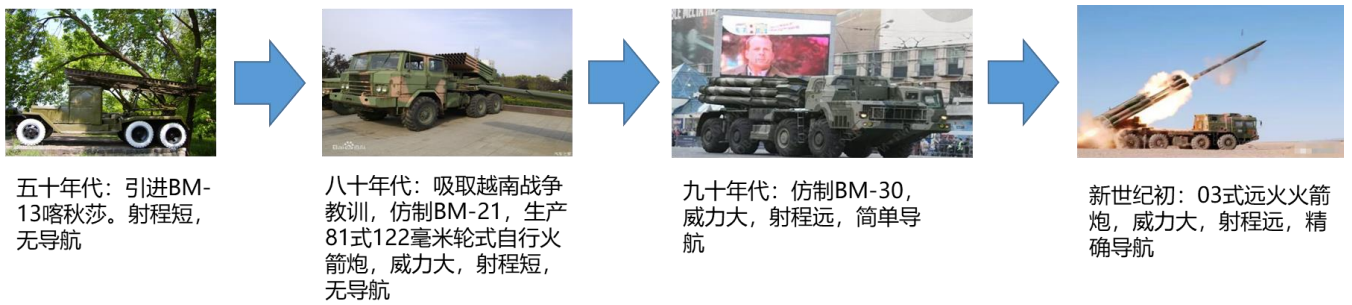 五十年代：引进BM-
13喀秋莎。射程短，
无导航
八十年代：吸取越南战争
教训，仿制BM-21，生产
81式122毫米轮式自行火
箭炮，威力大，射程短，
无导航
九十年代：仿制BM-30，
威力大，射程远，简单导
航
新世纪初：03式远火火箭
炮，威力大，射程远，精
确导航